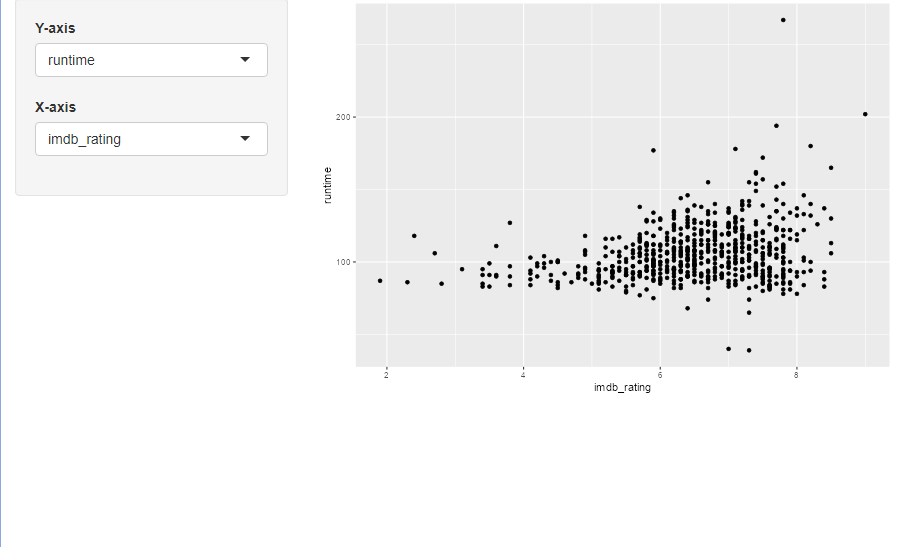 Y-axis
runtime
X-axis
imdb_rating
runtime
200
100
2 4 6 8
imdb_rating